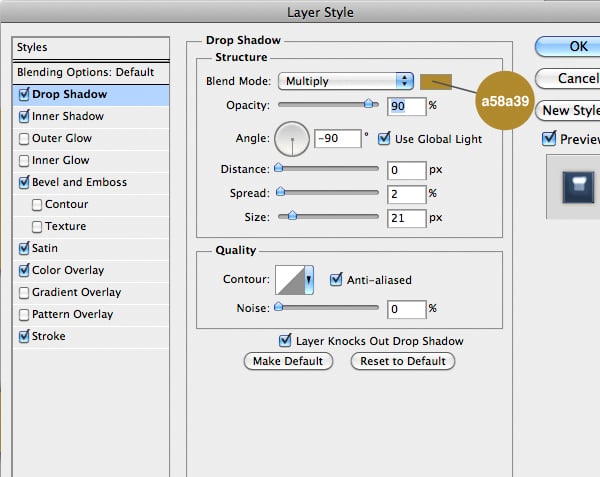 Layer Style
Styles
Blending Options: Default
Drop Shadow
Inner Shadow
Outer Glow
Inner Glow
Bevel and Emboss
Contour
Texture
Satin
Color Overlay
Gradient Overlay
Pattern Overlay
Stroke
Drop Shadow
Structure
Blend Mode: Multiply
a58a39
Opacity: 90 %
Angle: -90 ° Use Global Light
Distance: 0 px
Spread: 2 %
Size: 21 px
Quality
Contour: Anti-aliased
Noise: 0 %
Layer Knocks Out Drop Shadow
Make Default Reset to Default
OK
Cancel
New Style
Preview